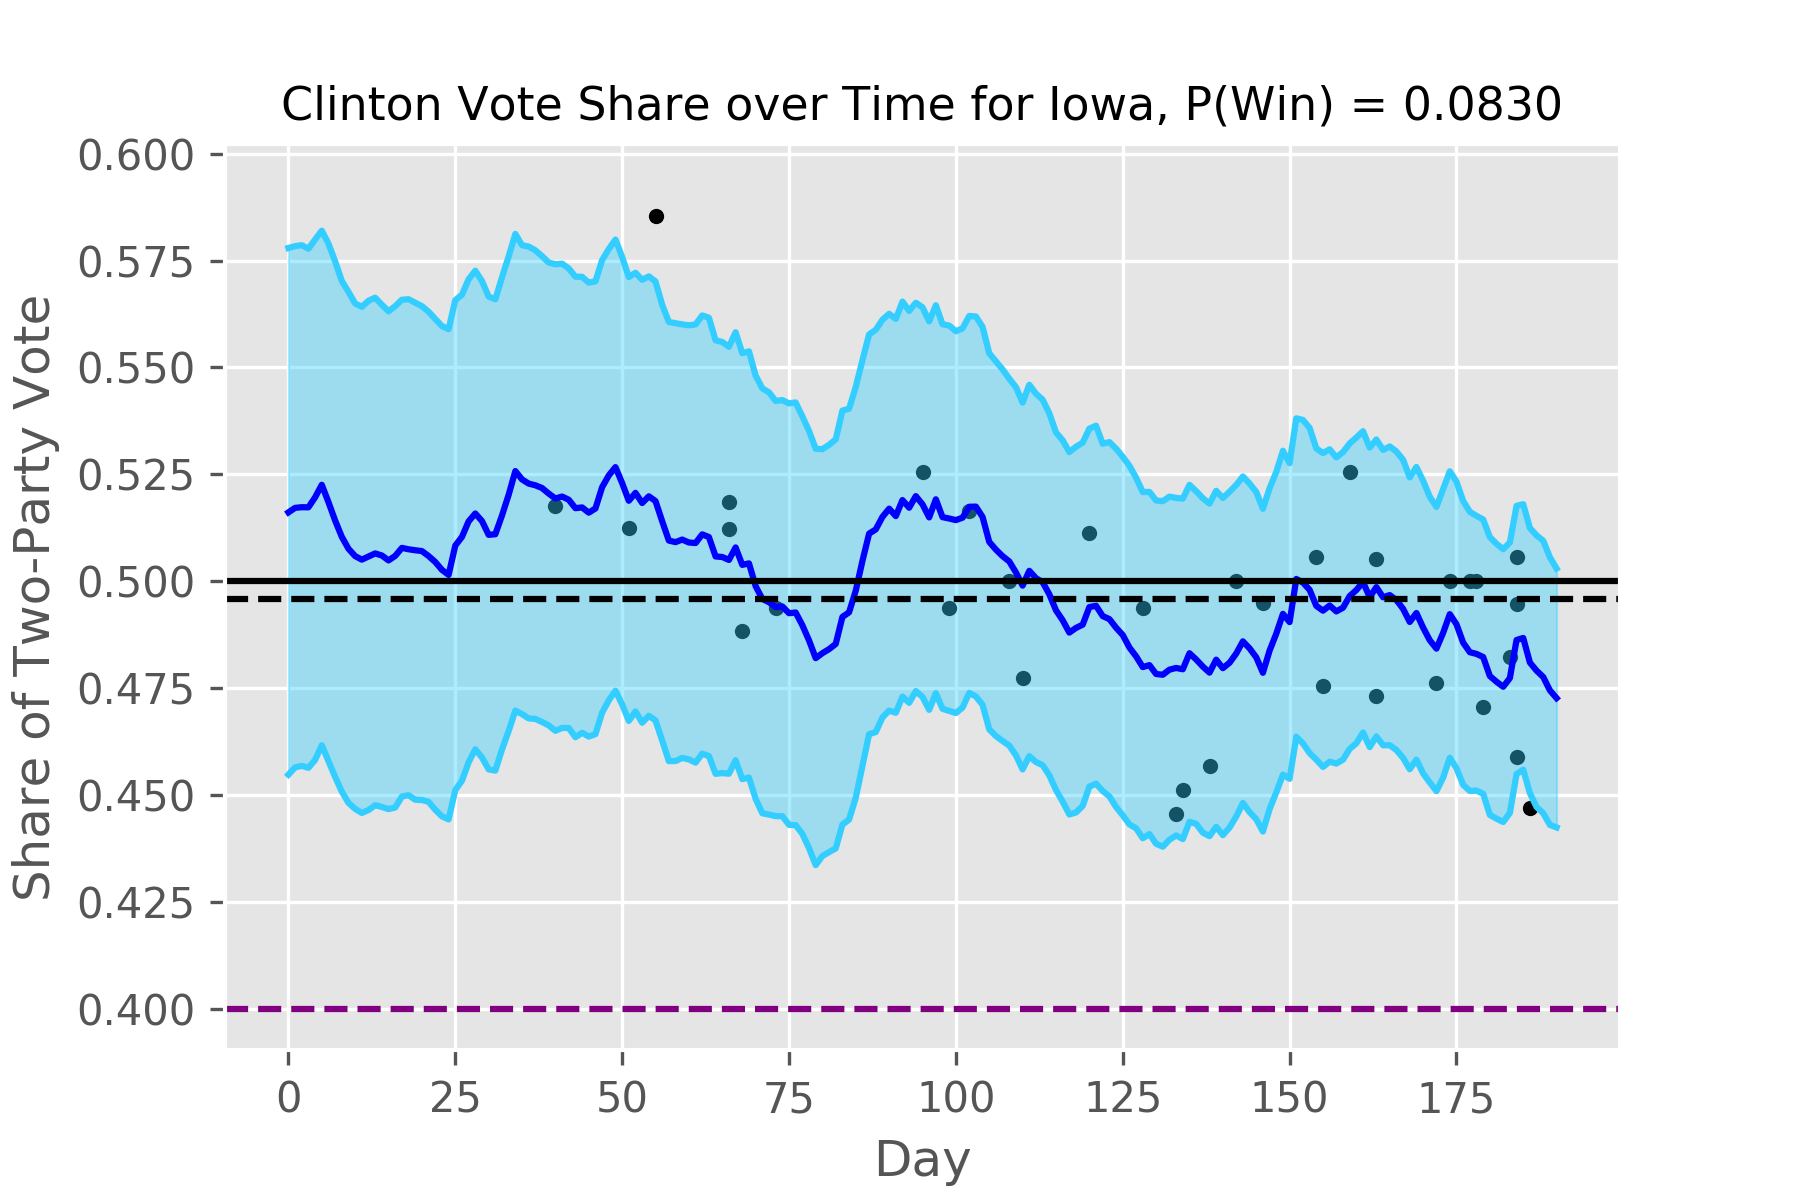 Clinton Vote Share over Time for Iowa, P(Win) = 0.0830
Share of Two-Party Vote
0.600
0.575
0.550
0.525
0.500
0.475
0.450
0.425
0.400
0 25 50 75 100 125 150 175
Day